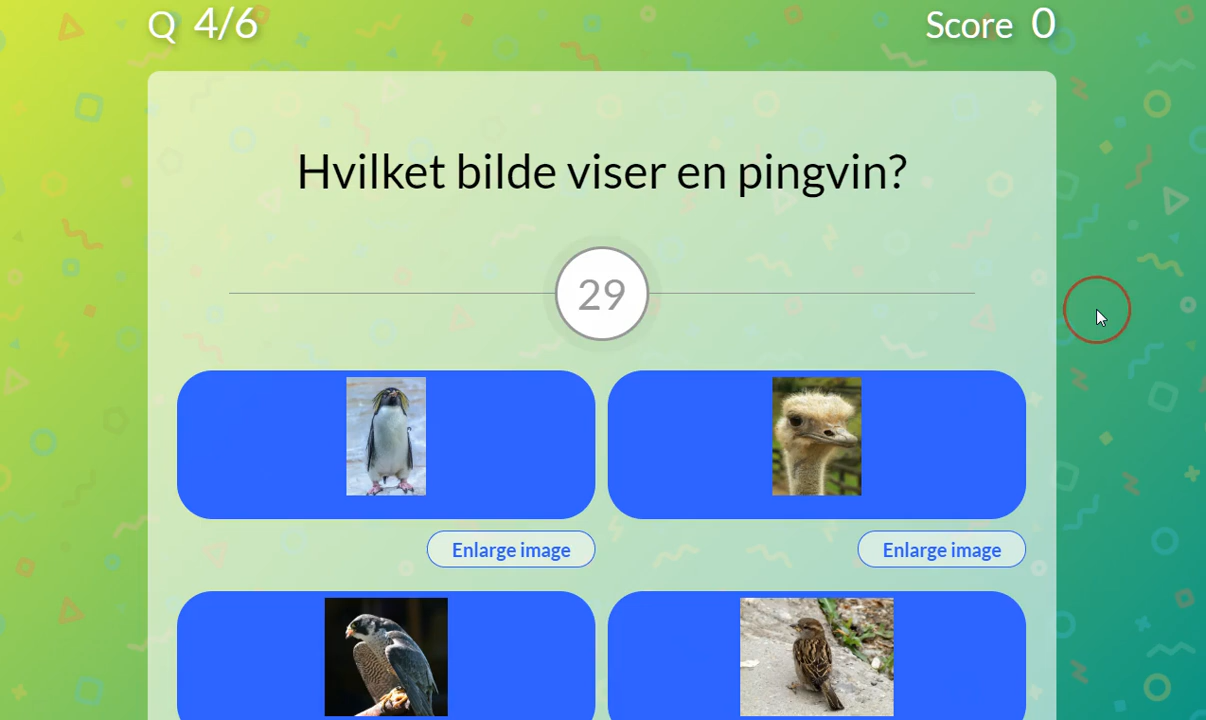 Q 4/6
Score 0
Hvilket bilde viser en pingvin?
29
Enlarge image
Enlarge image